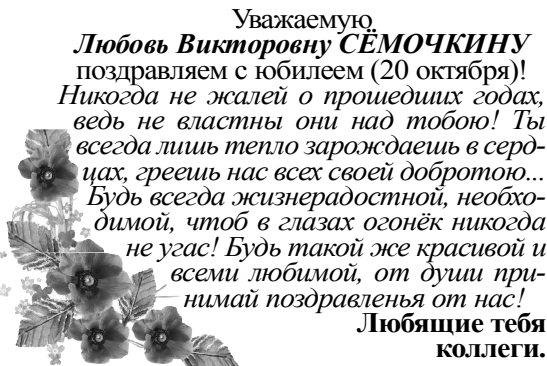 Уважаемую
Любовь Викторовну СЁМОЧКИНУ
поздравляем с юбилеем (20 октября)!
Никогда не жалей о прошедших годах,
ведь не властны они над тобою! Ты
всегда лишь тепло зарождаешь в серд-
цах, греешь нас всех своей добротою...
Будь всегда жизнерадостной, необхо-
димой, чтоб в глазах огонёк никогда
не угас! Будь такой же красивой и
всеми любимой, от души при-
нимай поздравленья от нас!
Любящие тебя
коллеги.